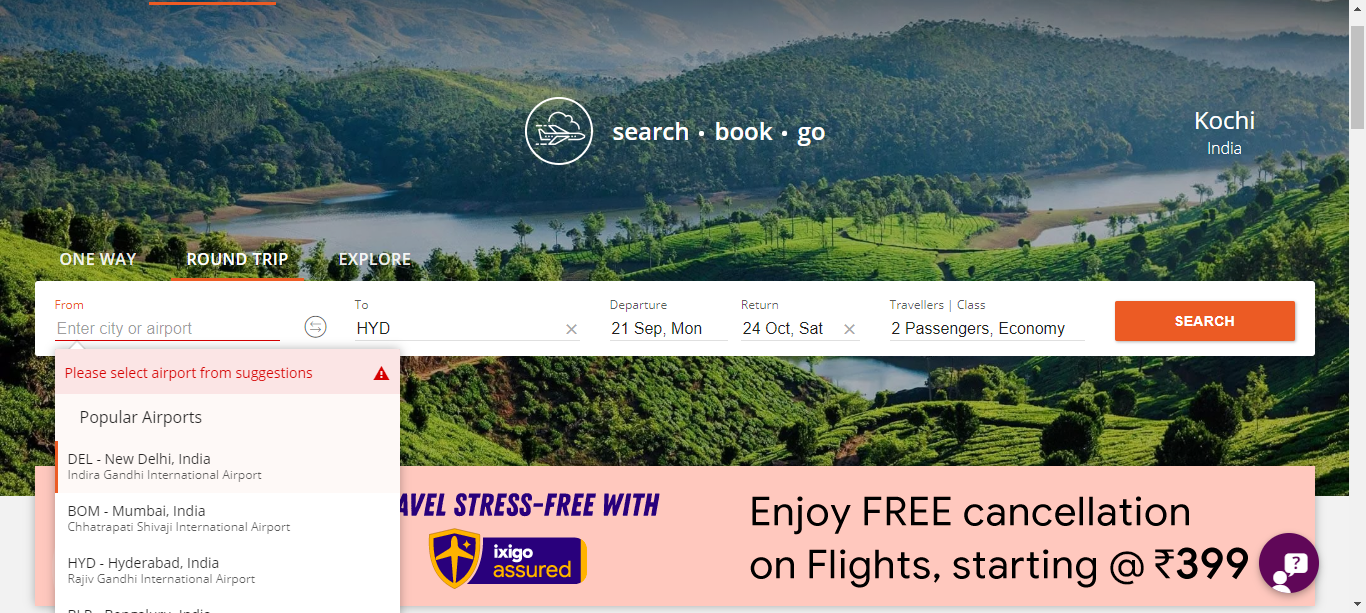 search • book • go
Kochi
India
ONE WAY
ROUND TRIP
EXPLORE
From
Enter city or airport
To
HYD
Departure
21 Sep, Mon
Return
24 Oct, Sat
Travellers | Class
2 Passengers, Economy
SEARCH
Please select airport from suggestions
Popular Airports
DEL - New Delhi, India
Indira Gandhi International Airport
BOM - Mumbai, India
Chhatrapati Shivaji International Airport
HYD - Hyderabad, India
Rajiv Gandhi International Airport
AVEL STRESS-FREE WITH
ixigo
assured
Enjoy FREE cancellation
on Flights, starting @ ₹399